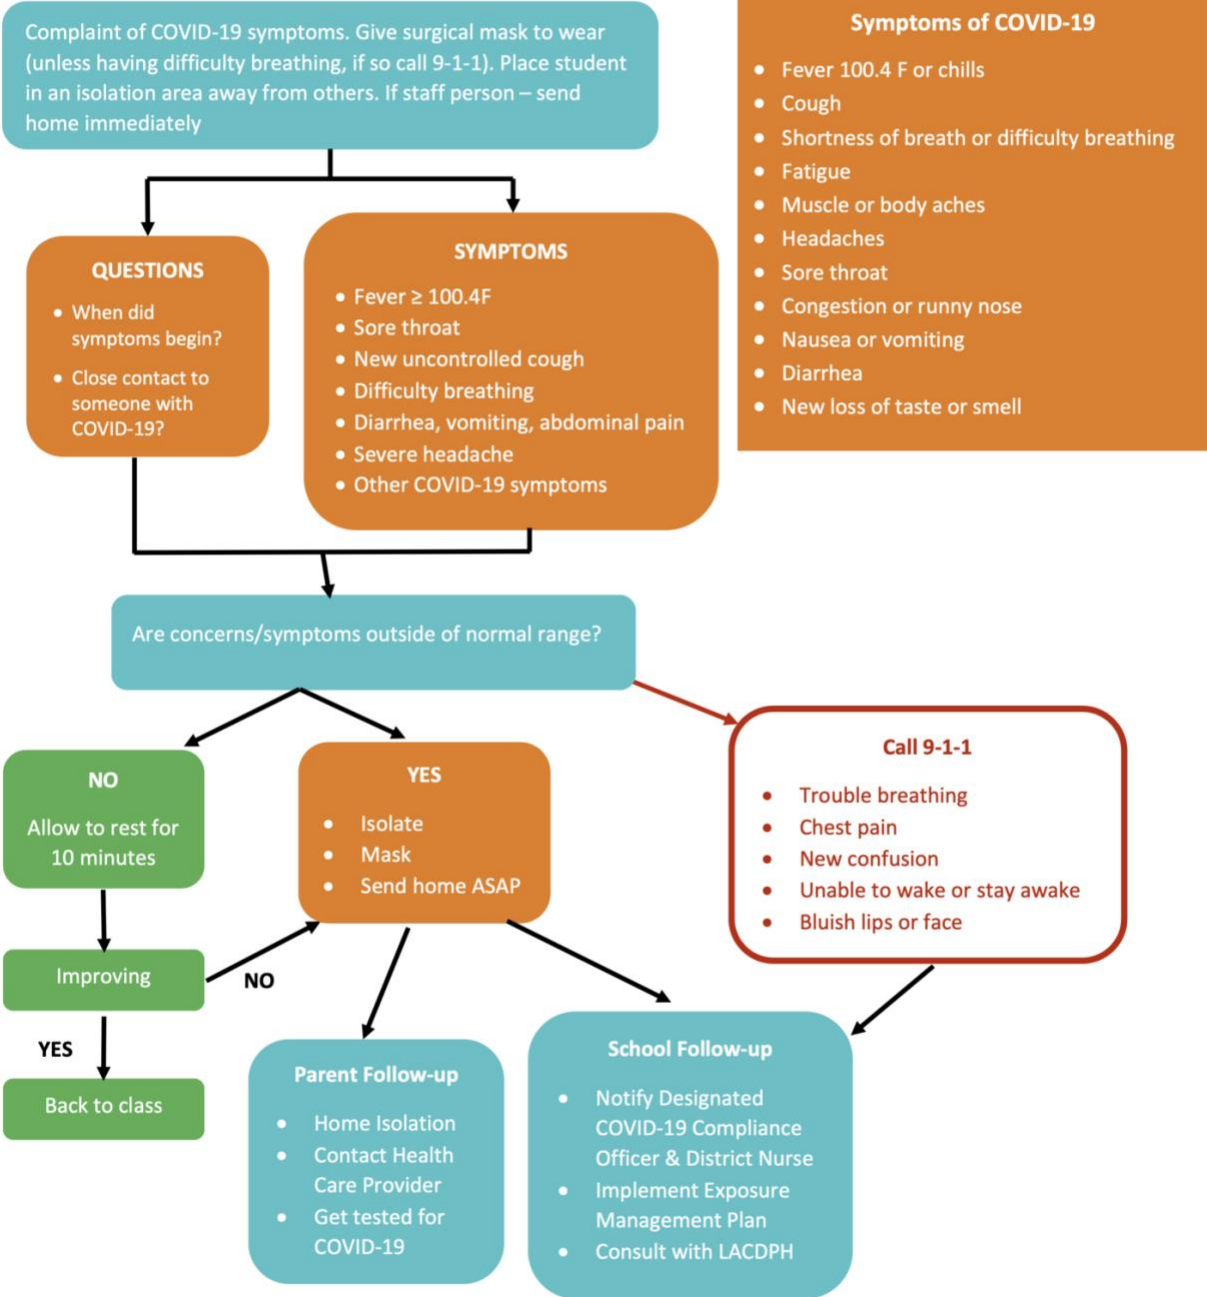 Complaint of COVID-19 symptoms. Give surgical mask to wear
(unless having difficulty breathing, if so call 9-1-1). Place student
in an isolation area away from others. If staff person – send
home immediately
Symptoms of COVID-19
• Fever 100.4 F or chills
• Cough
• Shortness of breath or difficulty breathing
• Fatigue
• Muscle or body aches
• Headaches
• Sore throat
• Congestion or runny nose
• Nausea or vomiting
• Diarrhea
• New loss of taste or smell
QUESTIONS
• When did
symptoms begin?
• Close contact to
someone with
COVID-19?
SYMPTOMS
• Fever ≥ 100.4F
• Sore throat
• New uncontrolled cough
• Difficulty breathing
• Diarrhea, vomiting, abdominal pain
• Severe headache
• Other COVID-19 symptoms
Are concerns/symptoms outside of normal range?
NO
Allow to rest for
10 minutes
YES
• Isolate
• Mask
• Send home ASAP
Call 9-1-1
• Trouble breathing
• Chest pain
• New confusion
• Unable to wake or stay awake
• Bluish lips or face
Improving
NO
YES
Back to class
Parent Follow-up
• Home Isolation
• Contact Health
Care Provider
• Get tested for
COVID-19
School Follow-up
• Notify Designated
COVID-19 Compliance
Officer & District Nurse
• Implement Exposure
Management Plan
• Consult with LACDPH